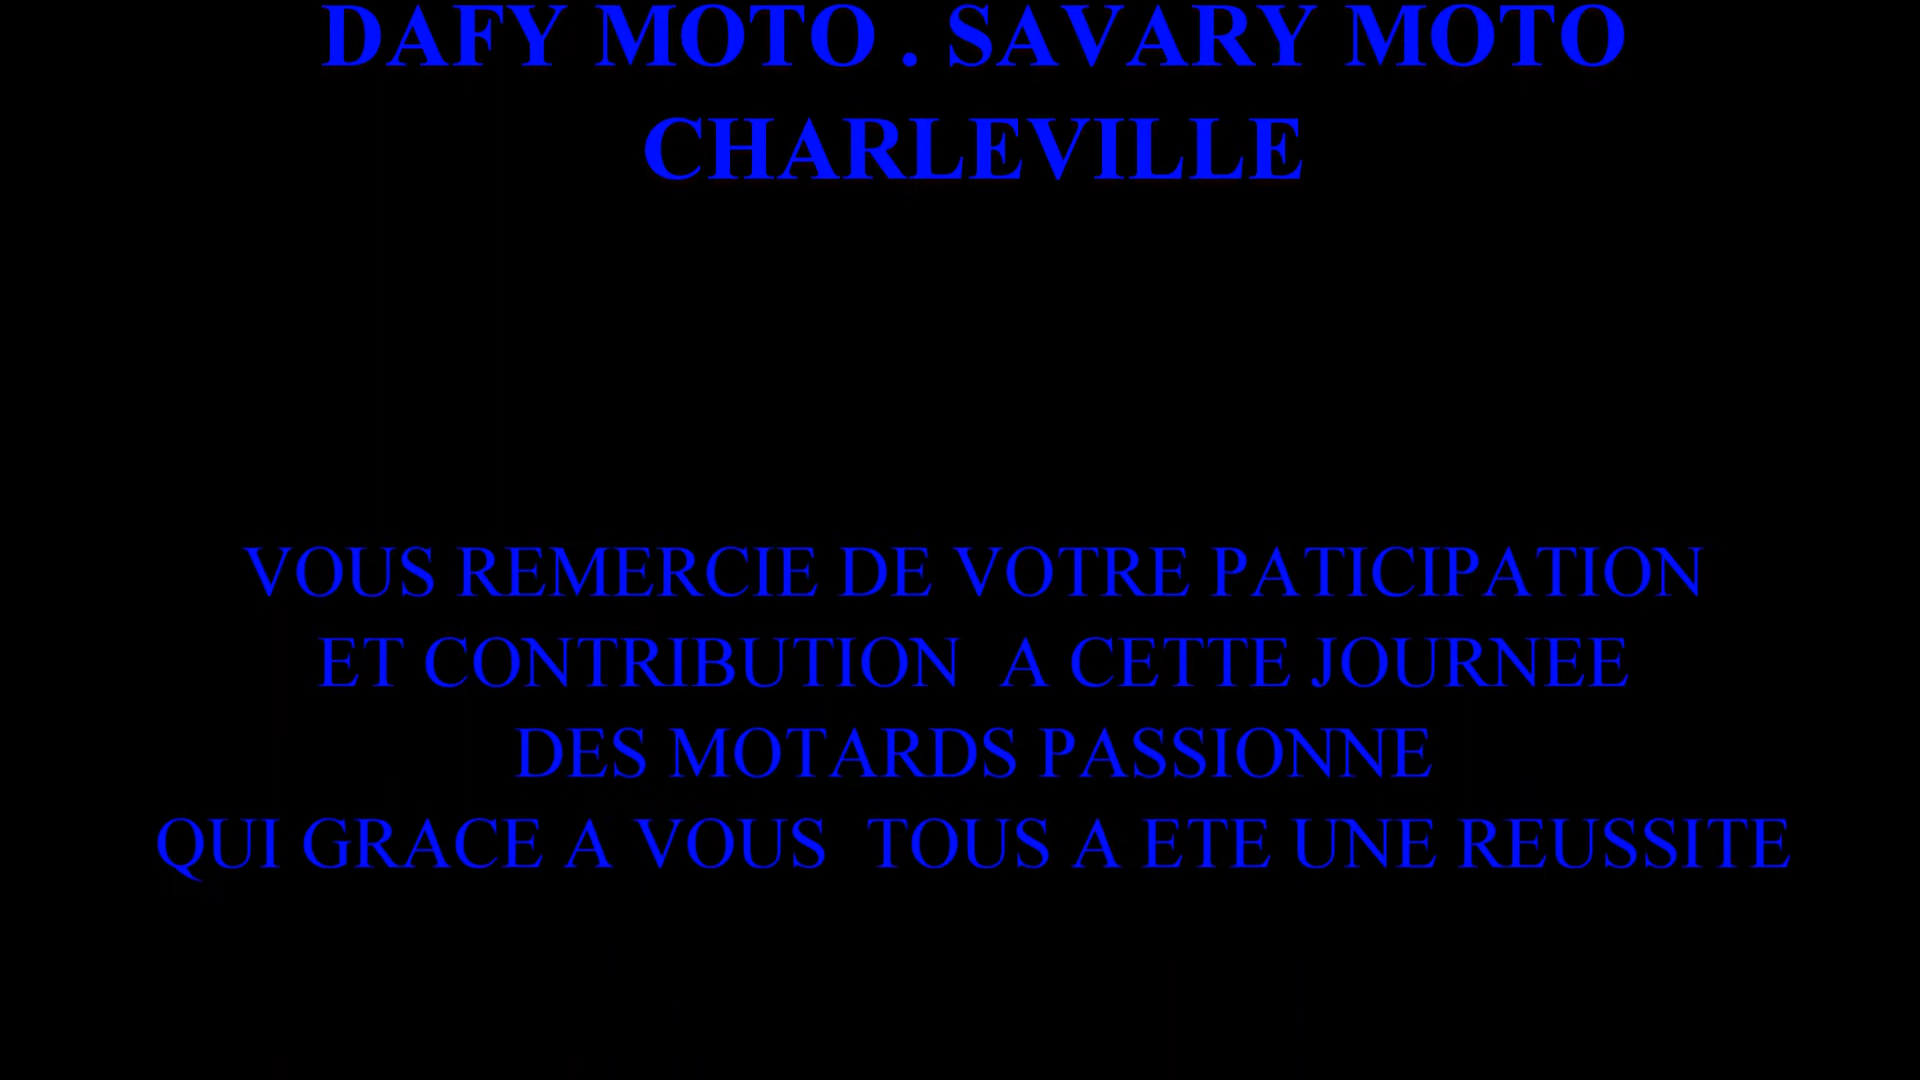 DAFY MOTO . SAVARY MOTO
CHARLEVILLE
VOUS REMERCIE DE VOTRE PATICIPATION
ET CONTRIBUTION  A CETTE JOURNEE
DES MOTARDS PASSIONNE
QUI GRACE A VOUS  TOUS A ETE UNE REUSSITE